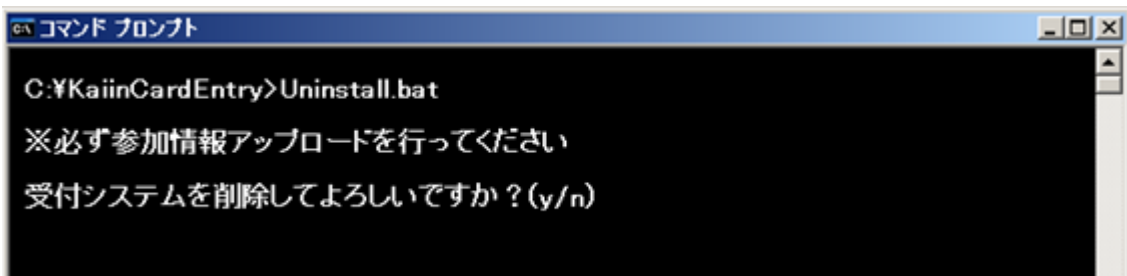 コマンド プロンプト
C:¥KaiinCardEntry>Uninstall.bat
※必ず参加情報アップロードを行ってください
受付システムを削除してよろしいですか？(y/n)